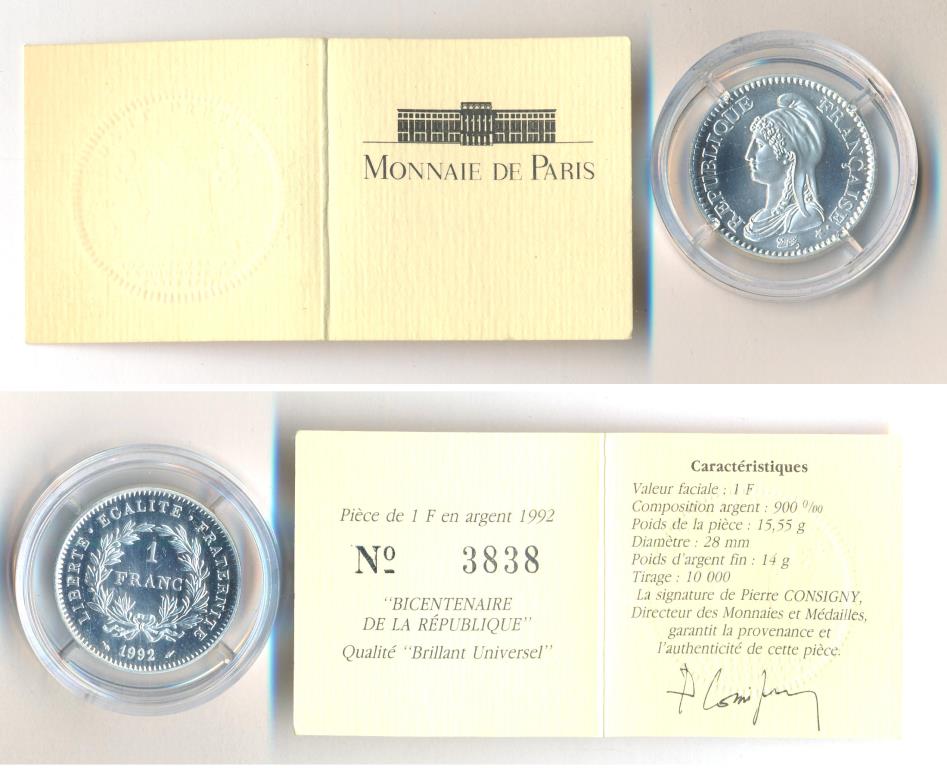 MONNAIE DE PARIS
REPUBLIQUE FRANÇAISE.
LIBERTE · EGALITE · FRATERNITE
1
FRANC
1992
Pièce de 1 F en argent 1992
Nº 3838
"BICENTENAIRE
DE LA RÉPUBLIQUE"
Qualité "Brillant Universel"
Caractéristiques
Valeur faciale : 1 F
Composition argent : 900 ⁰/₀₀
Poids de la pièce : 15,55 g
Diamètre : 28 mm
Poids d'argent fin : 14 g
Tirage : 10 000
La signature de Pierre CONSIGNY,
Directeur des Monnaies et Médailles,
garantit la provenance et
l'authenticité de cette pièce.